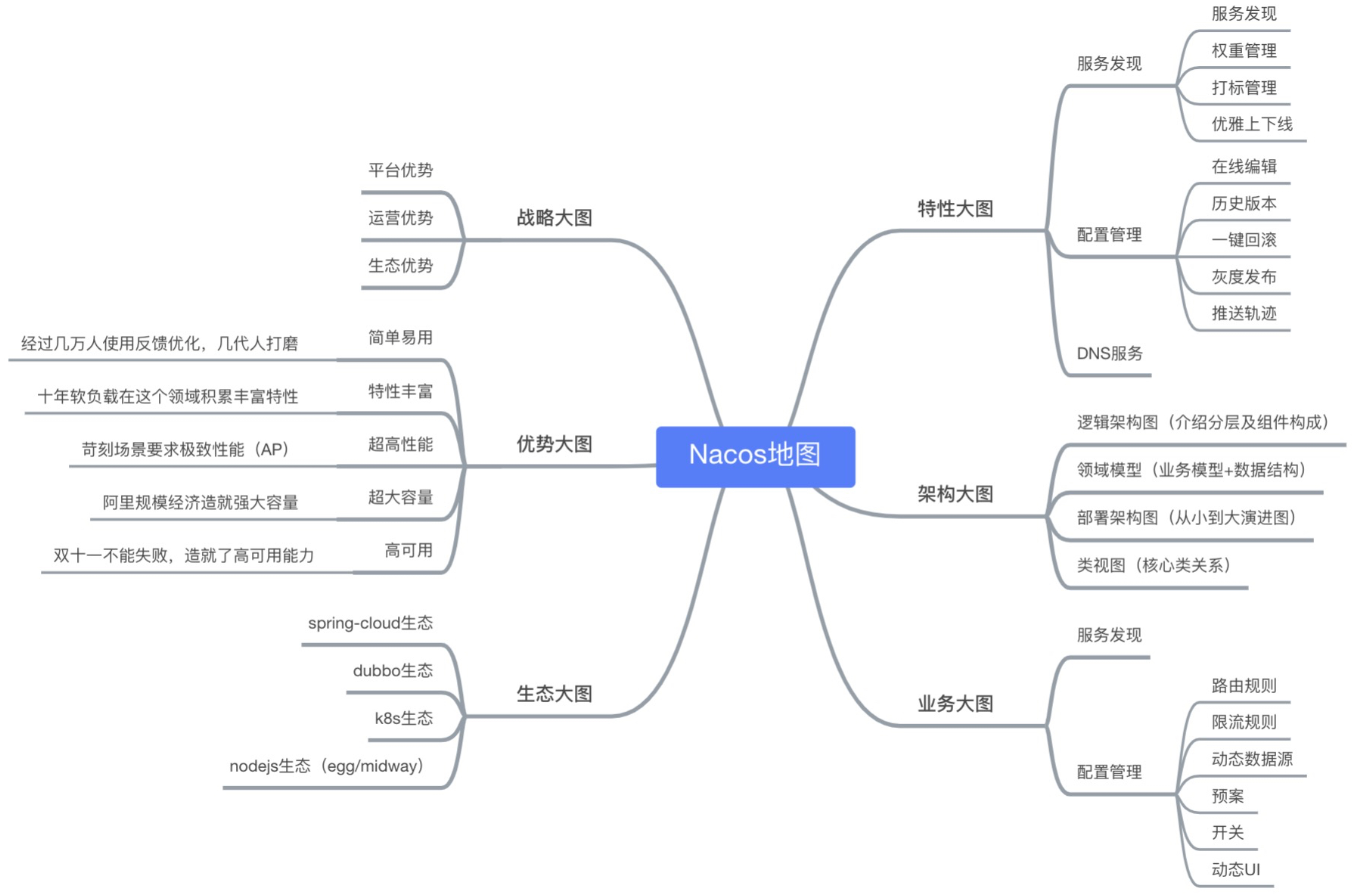 Nacos地图
特性大图
服务发现
服务发现
权重管理
打标管理
优雅上下线
配置管理
在线编辑
历史版本
一键回滚
灰度发布
推送轨迹
DNS服务
架构大图
逻辑架构图（介绍分层及组件构成）
领域模型（业务模型+数据结构）
部署架构图（从小到大演进图）
类视图（核心类关系）
业务大图
服务发现
配置管理
路由规则
限流规则
动态数据源
预案
开关
动态UI
战略大图
平台优势
运营优势
生态优势
优势大图
简单易用
经过几万人使用反馈优化，几代人打磨
特性丰富
十年软负载在这个领域积累丰富特性
超高性能
苛刻场景要求极致性能（AP）
超大容量
阿里规模经济造就强大容量
高可用
双十一不能失败，造就了高可用能力
生态大图
spring-cloud生态
dubbo生态
k8s生态
nodejs生态（egg/midway）